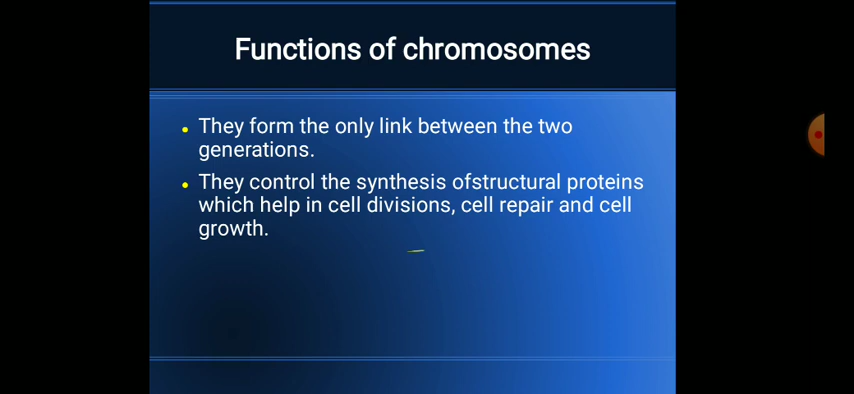 Functions of chromosomes
They form the only link between the two
generations.
They control the synthesis ofstructural proteins
which help in cell divisions, cell repair and cell
growth.